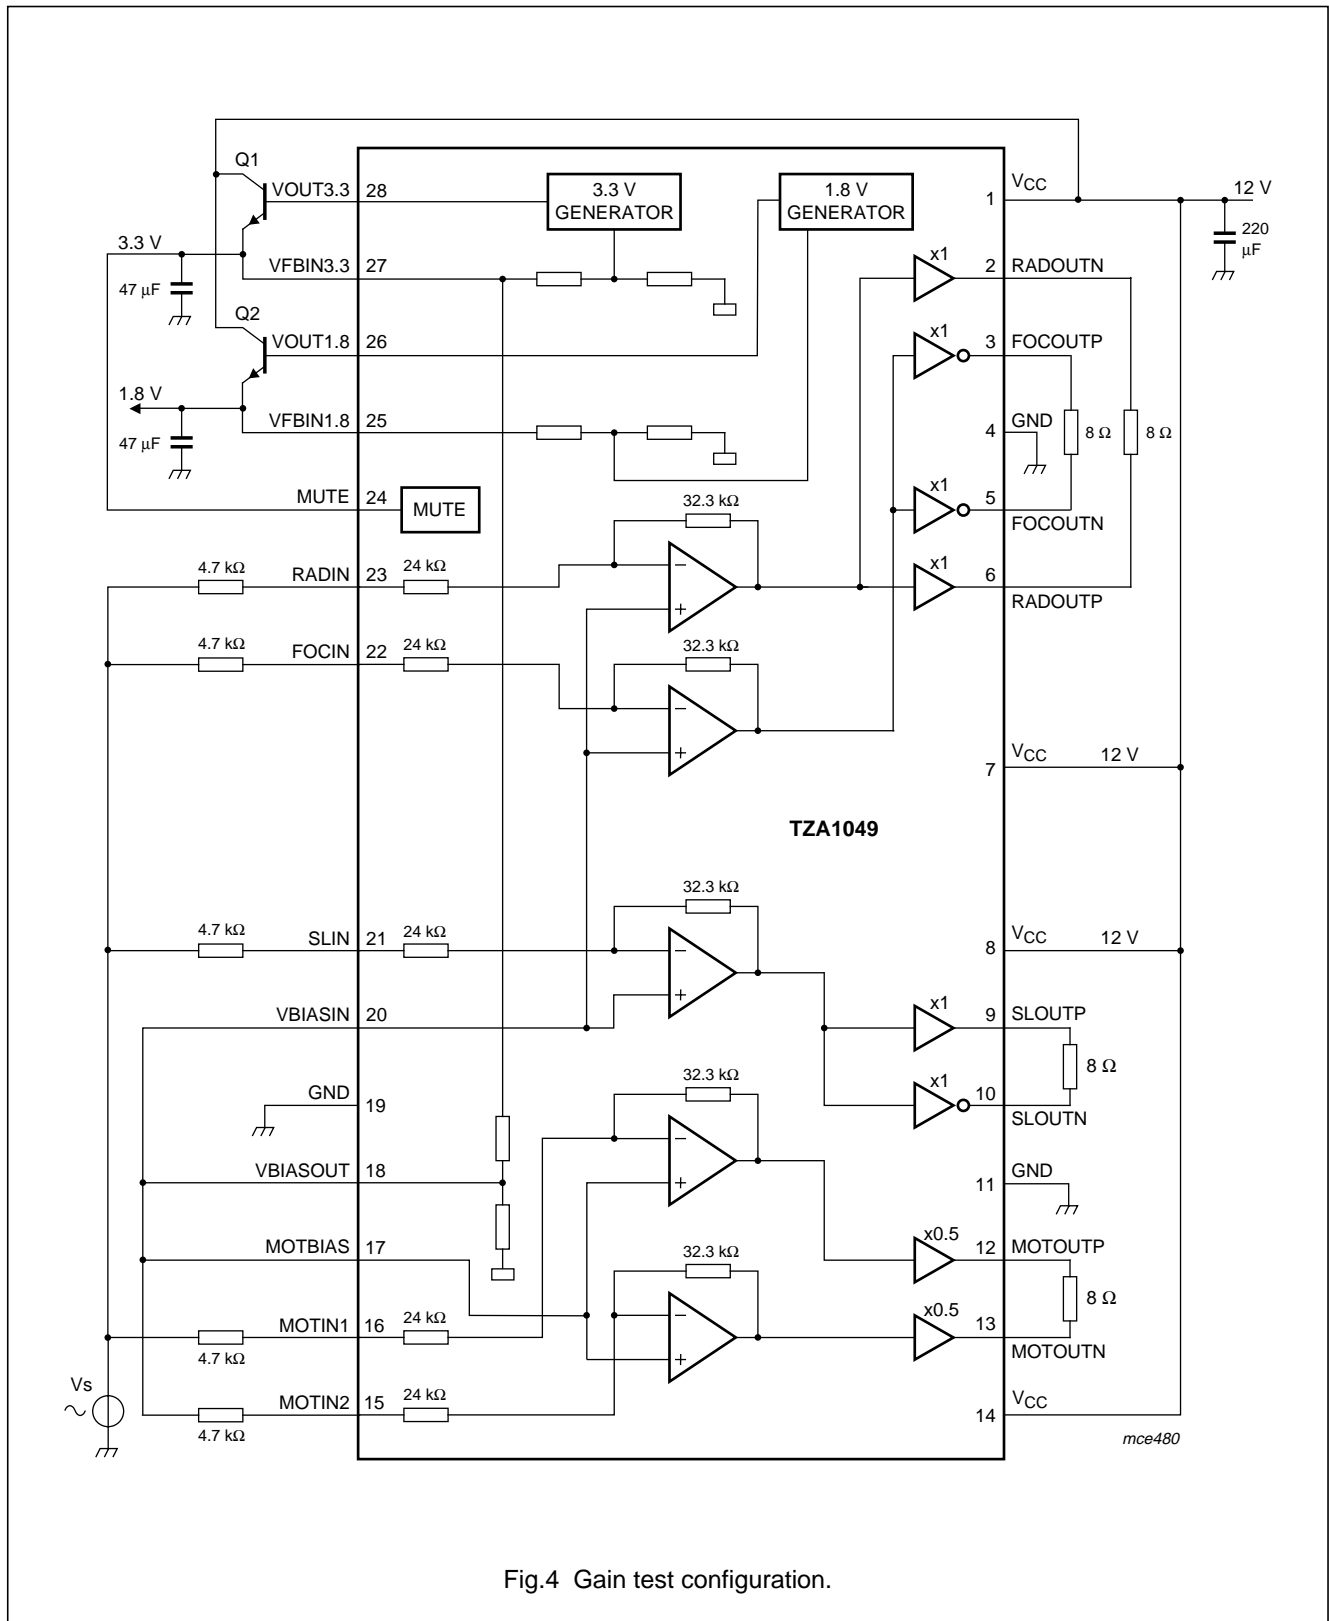 Q1
VOUT3.3
28
3.3 V
GENERATOR
1.8 V
GENERATOR
1
VCC
12 V
220
μF
3.3 V
VFBIN3.3
27
47 μF
x1
2
RADOUTN
Q2
VOUT1.8
26
x1
3
FOCOUTP
1.8 V
VFBIN1.8
25
47 μF
4
GND
8 Ω
8 Ω
MUTE
24
MUTE
32.3 kΩ
x1
5
FOCOUTN
4.7 kΩ
RADIN
23
24 kΩ
−
+
x1
6
RADOUTP
4.7 kΩ
FOCIN
22
24 kΩ
32.3 kΩ
−
+
7
VCC
12 V
TZA1049
32.3 kΩ
4.7 kΩ
SLIN
21
24 kΩ
−
+
8
VCC
12 V
VBIASIN
20
x1
9
SLOUTP
8 Ω
GND
19
32.3 kΩ
x1
10
SLOUTN
−
+
VBIASOUT
18
11
GND
MOTBIAS
17
32.3 kΩ
x0.5
12
MOTOUTP
8 Ω
MOTIN1
16
24 kΩ
4.7 kΩ
−
+
x0.5
13
MOTOUTN
Vs
MOTIN2
15
24 kΩ
4.7 kΩ
14
VCC
mce480
Fig.4 Gain test configuration.